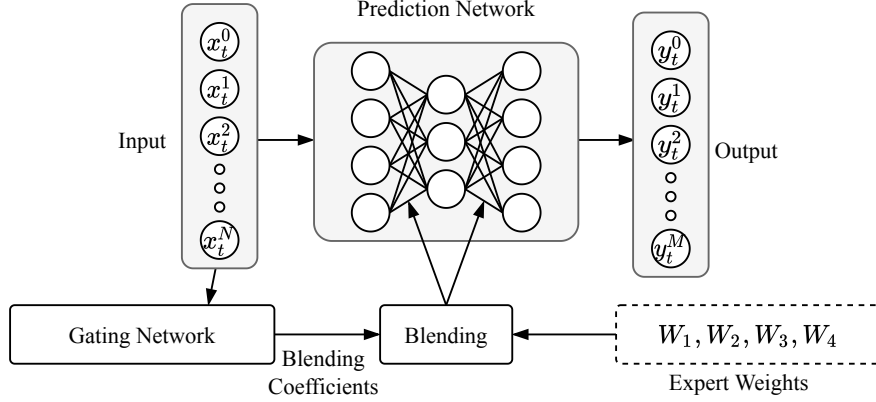 Prediction Network
Input
x_t^0
x_t^1
x_t^2
x_t^N
y_t^0
y_t^1
y_t^2
y_t^M
Output
Gating Network
Blending
Coefficients
Blending
W_1, W_2, W_3, W_4
Expert Weights